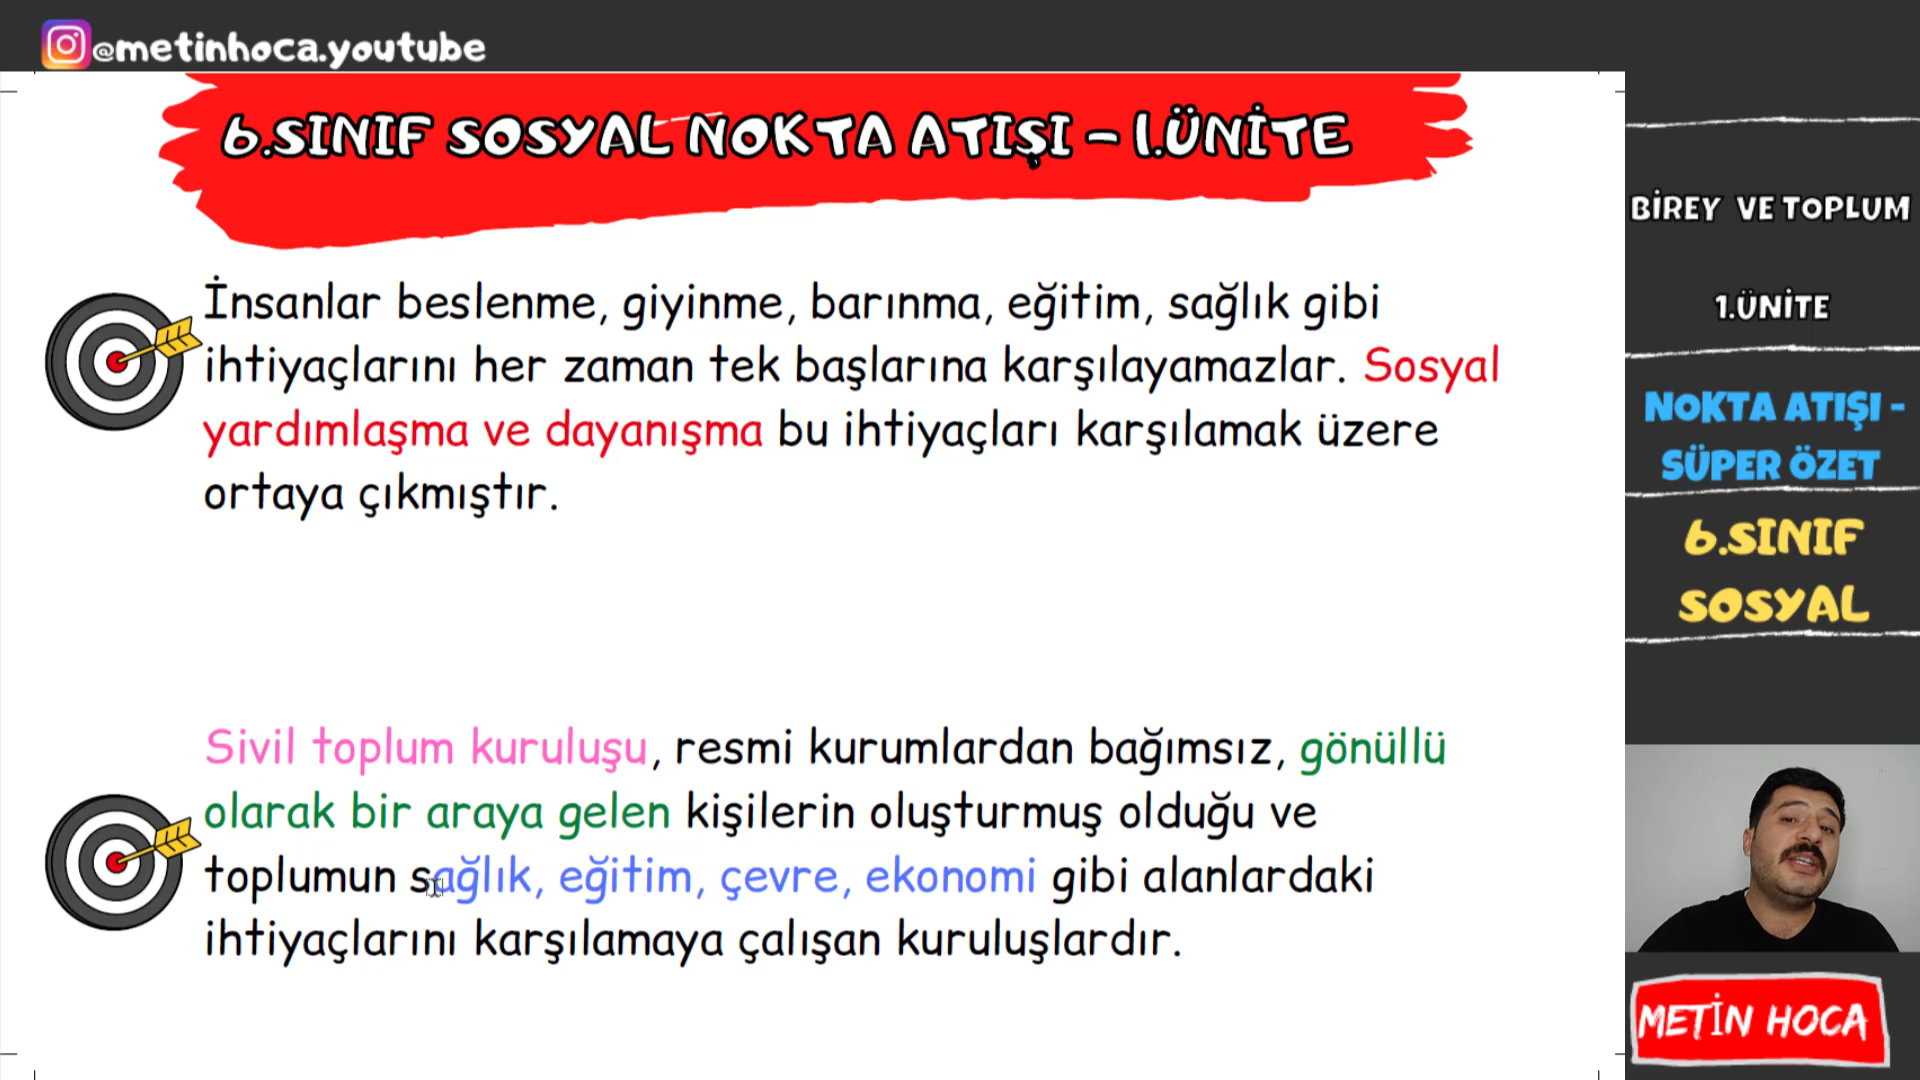 @metinhoca.youtube
6.SINIF SOSYAL NOKTA ATIŞI - 1.ÜNİTE
İnsanlar beslenme, giyinme, barınma, eğitim, sağlık gibi
ihtiyaçlarını her zaman tek başlarına karşılayamazlar. Sosyal
yardımlaşma ve dayanışma bu ihtiyaçları karşılamak üzere
ortaya çıkmıştır.
Sivil toplum kuruluşu, resmi kurumlardan bağımsız, gönüllü
olarak bir araya gelen kişilerin oluşturmuş olduğu ve
toplumun sağlık, eğitim, çevre, ekonomi gibi alanlardaki
ihtiyaçlarını karşılamaya çalışan kuruluşlardır.
BİREY VE TOPLUM
1.ÜNİTE
NOKTA ATIŞI -
SÜPER ÖZET
6.SINIF
SOSYAL
METİN HOCA